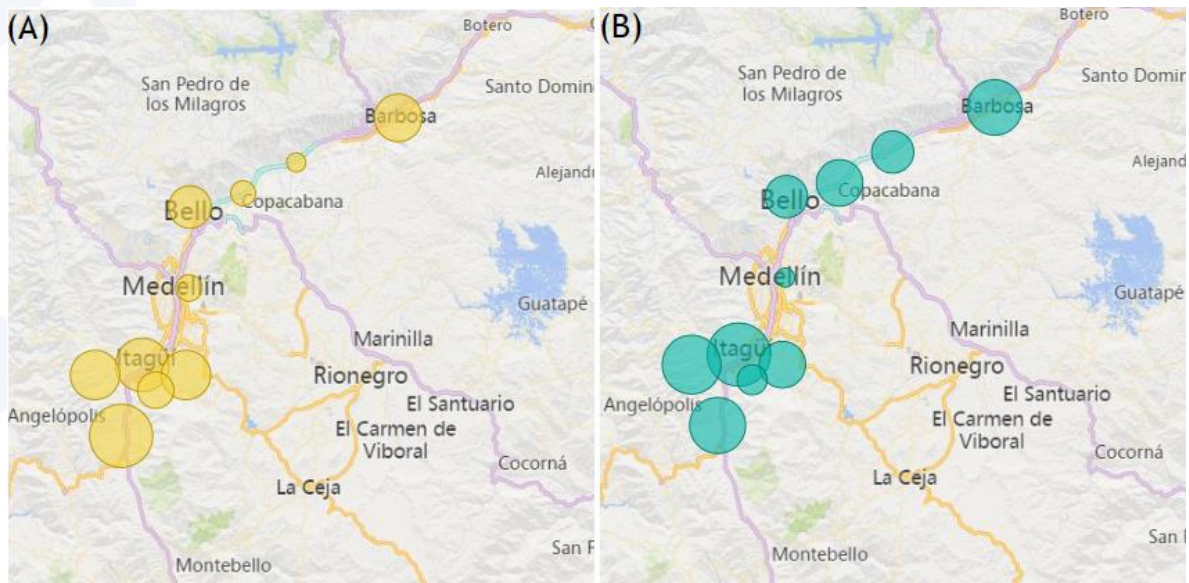 (A)
Botero
San Pedro de
los Milagros
Santo Domin
Barbosa
Alejandr
Copacabana
Bello
Medellín
Guatapé
Marinilla
Itagüí
Rionegro
El Santuario
Angelópolis
El Carmen de
Viboral
Cocorná
La Ceja
San F
Montebello
(B)
Botero
San Pedro de
los Milagros
Santo Domin
Barbosa
Alejand
Copacabana
Bello
Medellín
Guatapé
Marinilla
Itagüí
Rionegro
El Santuario
Angelópolis
El Carmen de
Viboral
Cocorná
La Ceja
San
Montebello